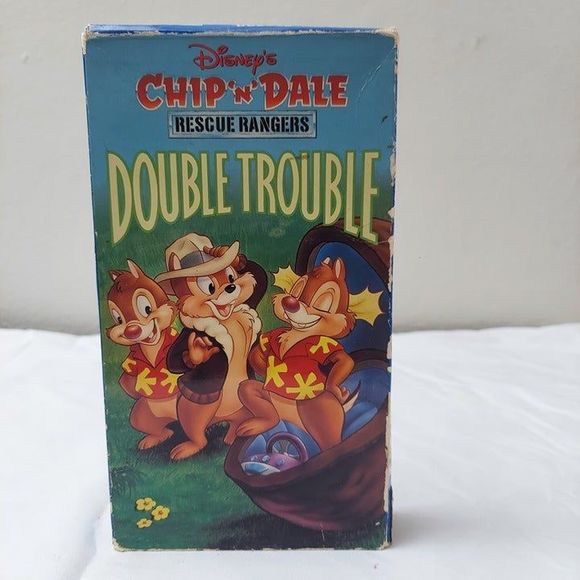 Disney's
CHIP 'N' DALE
RESCUE RANGERS
DOUBLE TROUBLE